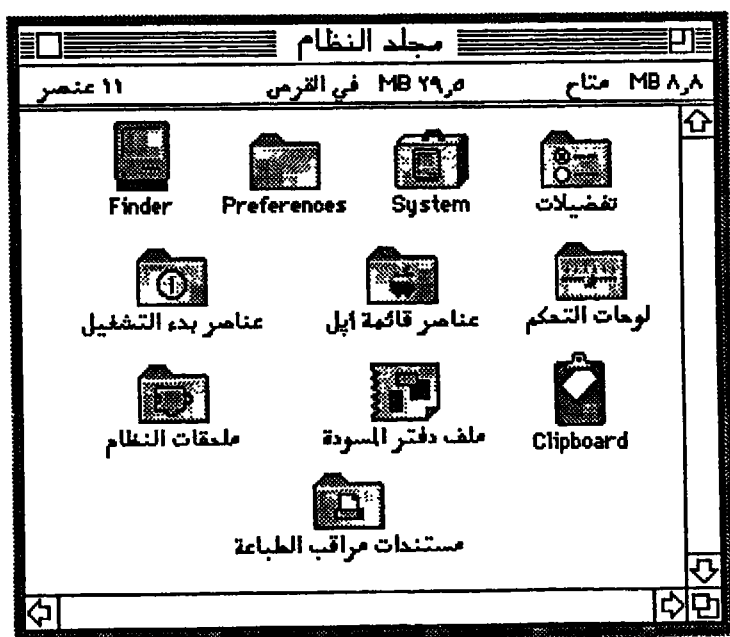 مجلد النظام
١١ عنصر ٢٩٫٥ MB في القرص ٨٫٨ MB متاح
Finder Preferences System تفضيلات
عناصر بدء التشغيل عناصر قائمة أپل لوحات التحكم
ملحقات النظام ملف دفتر المسودة Clipboard
مستندات مراقب الطباعة